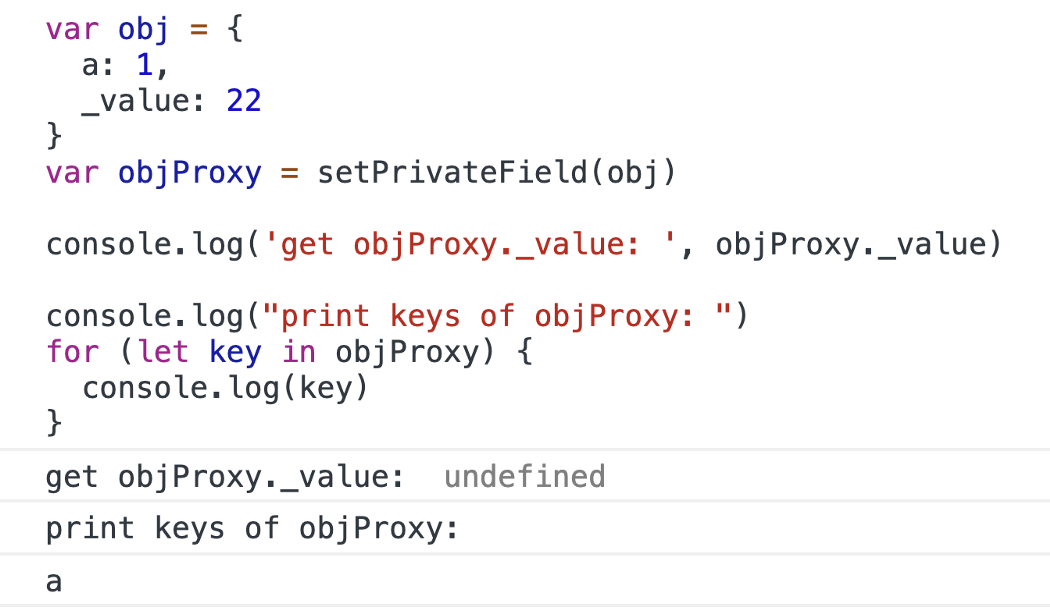 var obj = {
  a: 1,
  _value: 22
}
var objProxy = setPrivateField(obj)

console.log('get objProxy._value: ', objProxy._value)

console.log("print keys of objProxy: ")
for (let key in objProxy) {
  console.log(key)
}
get objProxy._value:  undefined
print keys of objProxy:
a